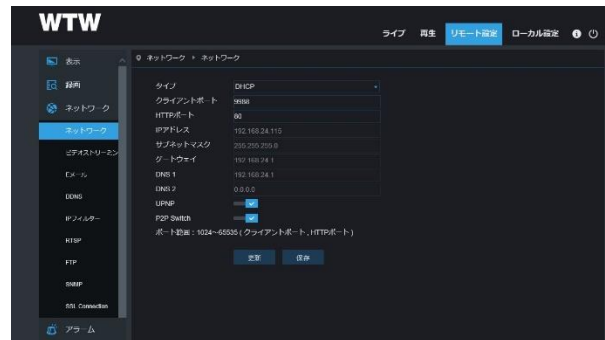 WTW
ライブ 再生 リモート設定 ローカル設定
表示
ネットワーク ネットワーク
録画
ネットワーク
ネットワーク
ビデオストリーミン
Eメール
DDNS
IPフィルター
RTSP
FTP
SNMP
SSL Connection
アラーム
タイプ DHCP
クライアントポート 9988
HTTPポート 80
IPアドレス 192.168.24.115
サブネットマスク 255.255.255.0
ゲートウェイ 192.168.24.1
DNS 1 192.168.24.1
DNS 2 0.0.0.0
UPNP
P2P Switch
ポート範囲：1024〜65535 ( クライアントポート , HTTPポート )
更新 保存